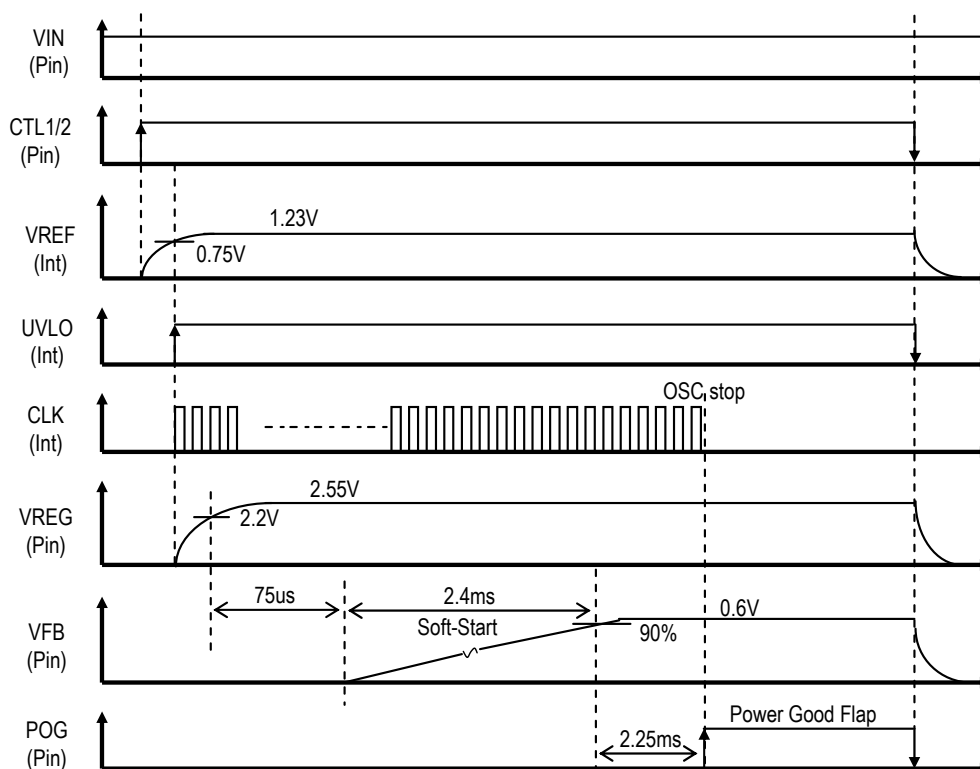 VIN
(Pin)
CTL1/2
(Pin)
VREF
(Int)
1.23V
0.75V
UVLO
(Int)
CLK
(Int)
OSC stop
VREG
(Pin)
2.55V
2.2V
VFB
(Pin)
75us
2.4ms
Soft-Start
0.6V
90%
POG
(Pin)
2.25ms
Power Good Flap